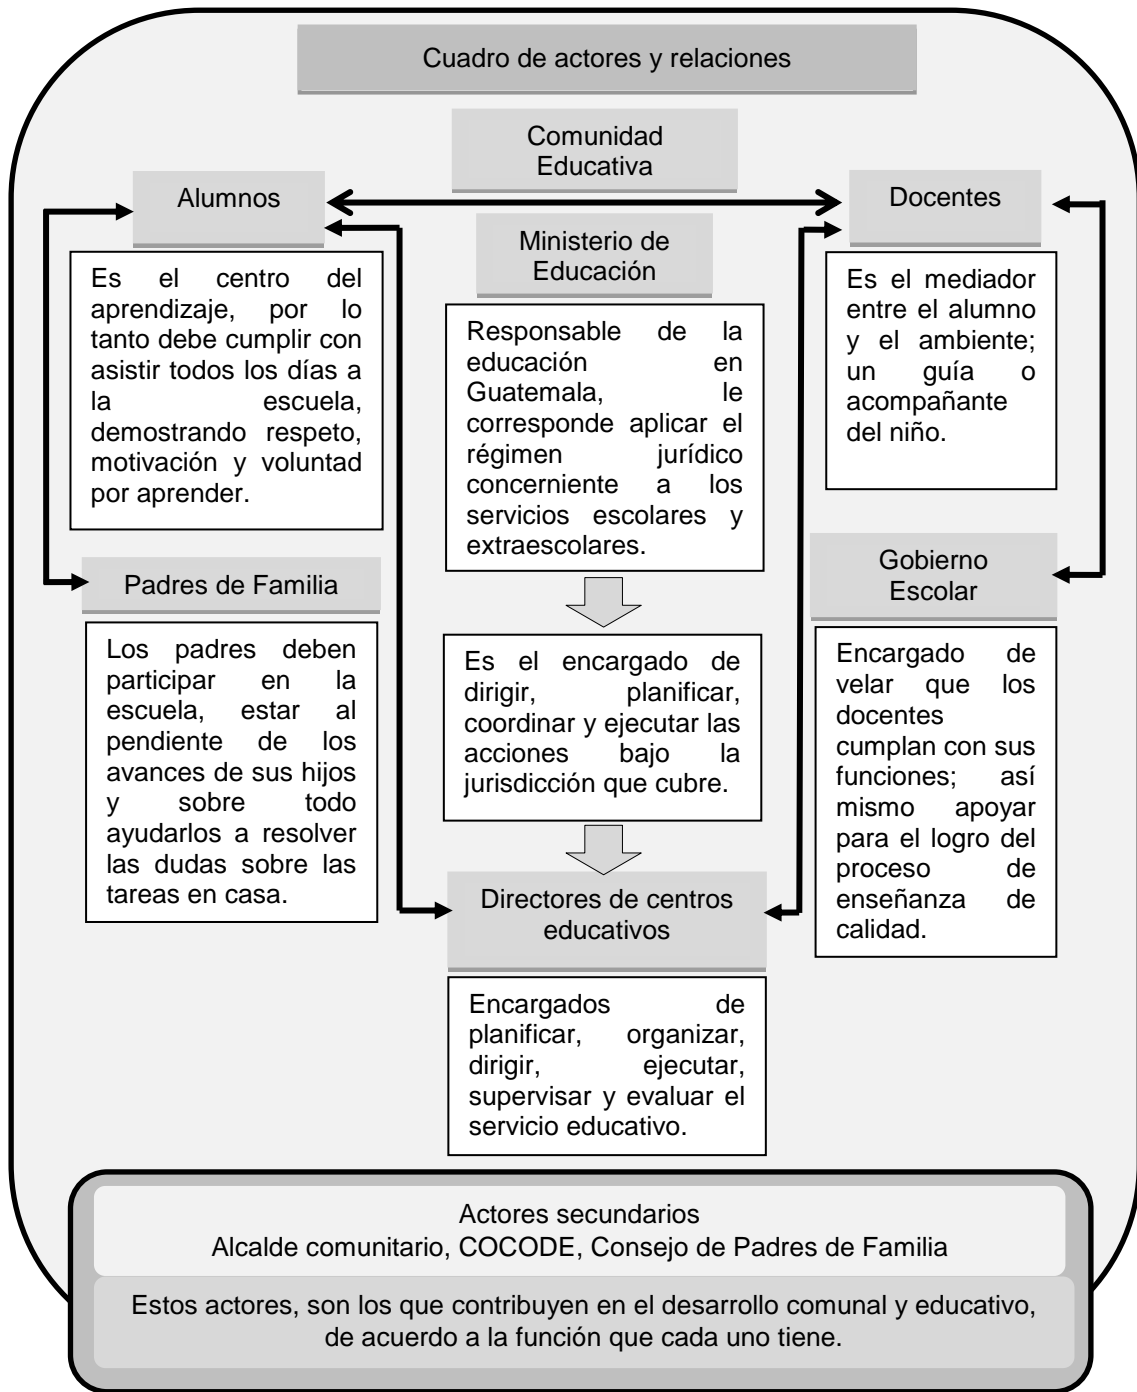 Cuadro de actores y relaciones
Comunidad
Educativa
Alumnos
Docentes
Ministerio de
Educación
Es el centro del
aprendizaje, por lo
tanto debe cumplir con
asistir todos los días a
la escuela,
demostrando respeto,
motivación y voluntad
por aprender.
Responsable de la
educación en
Guatemala, le
corresponde aplicar el
régimen jurídico
concerniente a los
servicios escolares y
extraescolares.
Es el mediador
entre el alumno
y el ambiente;
un guía o
acompañante
del niño.
Padres de Familia
Gobierno
Escolar
Los padres deben
participar en la
escuela, estar al
pendiente de los
avances de sus hijos
y sobre todo
ayudarlos a resolver
las dudas sobre las
tareas en casa.
Es el encargado de
dirigir, planificar,
coordinar y ejecutar las
acciones bajo la
jurisdicción que cubre.
Encargado de
velar que los
docentes
cumplan con sus
funciones; así
mismo apoyar
para el logro del
proceso de
enseñanza de
calidad.
Directores de centros
educativos
Encargados de
planificar, organizar,
dirigir, ejecutar,
supervisar y evaluar el
servicio educativo.
Actores secundarios
Alcalde comunitario, COCODE, Consejo de Padres de Familia
Estos actores, son los que contribuyen en el desarrollo comunal y educativo,
de acuerdo a la función que cada uno tiene.